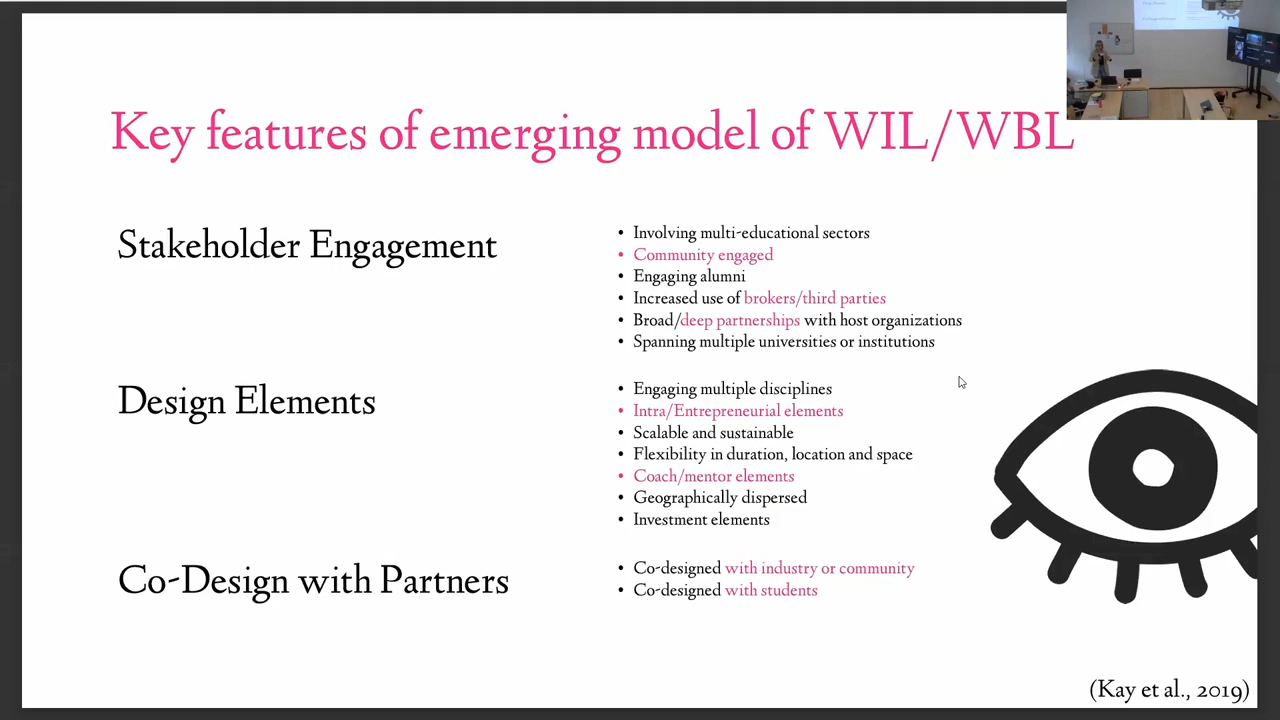 Key features of emerging model of WIL/WBL
Stakeholder Engagement
• Involving multi-educational sectors
• Community engaged
• Engaging alumni
• Increased use of brokers/third parties
• Broad/deep partnerships with host organizations
• Spanning multiple universities or institutions
Design Elements
• Engaging multiple disciplines
• Intra/Entrepreneurial elements
• Scalable and sustainable
• Flexibility in duration, location and space
• Coach/mentor elements
• Geographically dispersed
• Investment elements
Co-Design with Partners
• Co-designed with industry or community
• Co-designed with students
(Kay et al., 2019)